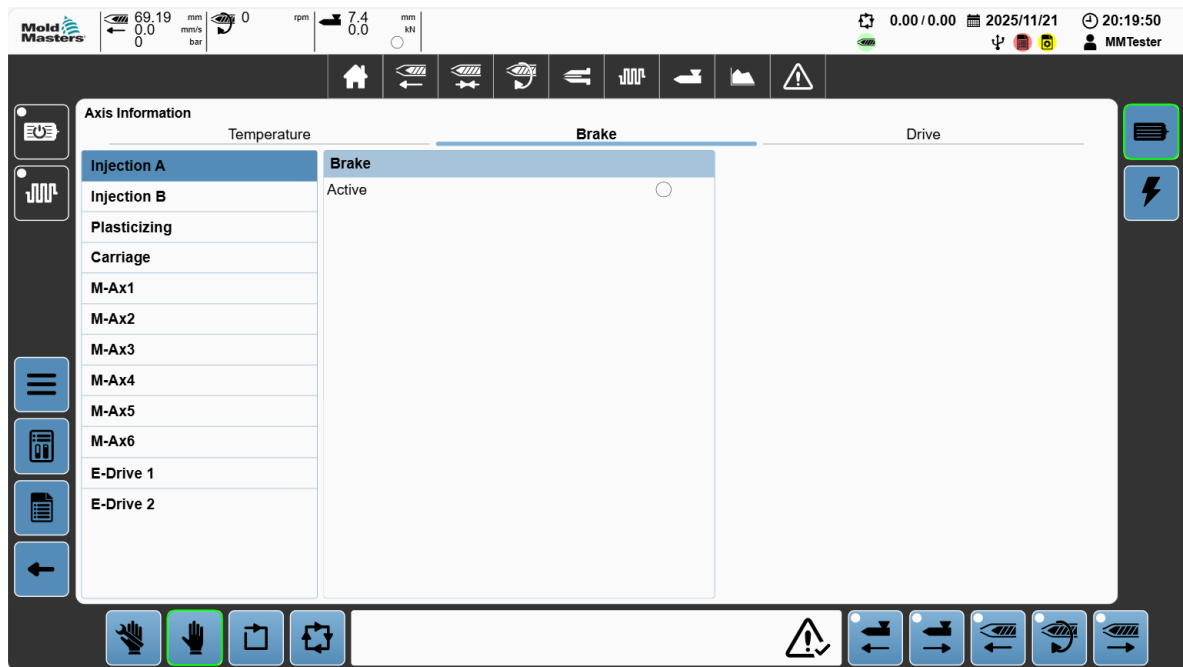 Mold
Masters
69.19 mm
0.0 mm/s
0 bar
0 rpm
7.4 mm
0.0 kN
0.00 / 0.00
2025/11/21
20:19:50
MMTester
Axis Information
Temperature
Brake
Drive
Injection A
Injection B
Plasticizing
Carriage
M-Ax1
M-Ax2
M-Ax3
M-Ax4
M-Ax5
M-Ax6
E-Drive 1
E-Drive 2
Brake
Active